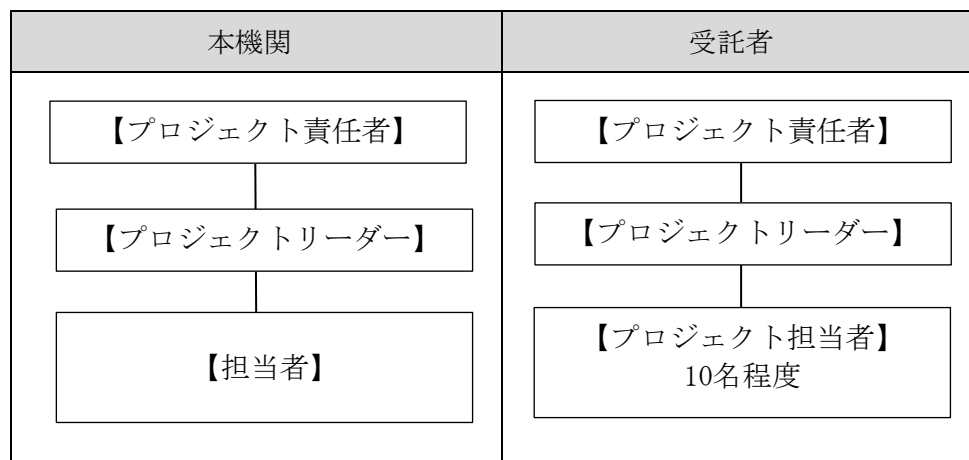 本機関
受託者
【プロジェクト責任者】
【プロジェクトリーダー】
【担当者】
【プロジェクト責任者】
【プロジェクトリーダー】
【プロジェクト担当者】
10名程度